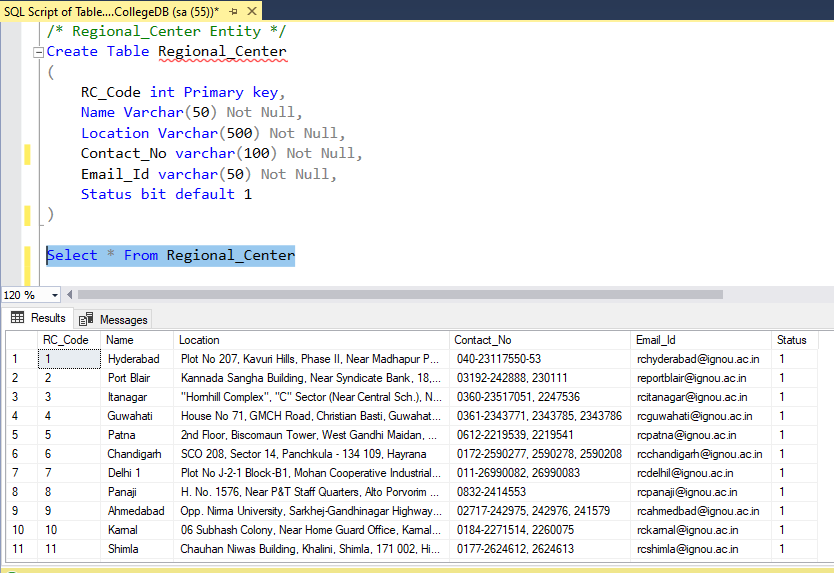 SQL Script of Table....CollegeDB (sa (55))*
/* Regional_Center Entity */
Create Table Regional_Center
(
RC_Code int Primary key,
Name Varchar(50) Not Null,
Location Varchar(500) Not Null,
Contact_No varchar(100) Not Null,
Email_Id varchar(50) Not Null,
Status bit default 1
)
Select * From Regional_Center
120 %
Results Messages
RC_Code Name Location Contact_No Email_Id Status
1 1 Hyderabad Plot No 207, Kavuri Hills, Phase II, Near Madhapur P... 040-23117550-53 rchyderabad@ignou.ac.in 1
2 2 Port Blair Kannada Sangha Building, Near Syndicate Bank, 18,... 03192-242888, 230111 reportblair@ignou.ac.in 1
3 3 Itanagar "Hornhill Complex", "C" Sector (Near Central Sch.), N... 0360-23517051, 2247536 rcitanagar@ignou.ac.in 1
4 4 Guwahati House No 71, GMCH Road, Christian Basti, Guwahat... 0361-2343771, 2343785, 2343786 rcguwahati@ignou.ac.in 1
5 5 Patna 2nd Floor, Biscomaun Tower, West Gandhi Maidan, ... 0612-2219539, 2219541 rcpatna@ignou.ac.in 1
6 6 Chandigarh SCO 208, Sector 14, Panchkula - 134 109, Hayrana 0172-2590277, 2590278, 2590208 rcchandigarh@ignou.ac.in 1
7 7 Delhi 1 Plot No J-2-1 Block-B1, Mohan Cooperative Industrial... 011-26990082, 26990083 rcdelhil@ignou.ac.in 1
8 8 Panaji H. No. 1576, Near P&T Staff Quarters, Alto Porvorim ... 0832-2414553 rcpanaji@ignou.ac.in 1
9 9 Ahmedabad Opp. Nirma University, Sarkhej-Gandhinagar Highway... 02717-242975, 242976, 241579 rcahmedbad@ignou.ac.in 1
10 10 Karnal 06 Subhash Colony, Near Home Guard Office, Karnal... 0184-2271514, 2260075 rckarnal@ignou.ac.in 1
11 11 Shimla Chauhan Niwas Building, Khalini, Shimla, 171 002, Hi... 0177-2624612, 2624613 rcshimla@ignou.ac.in 1